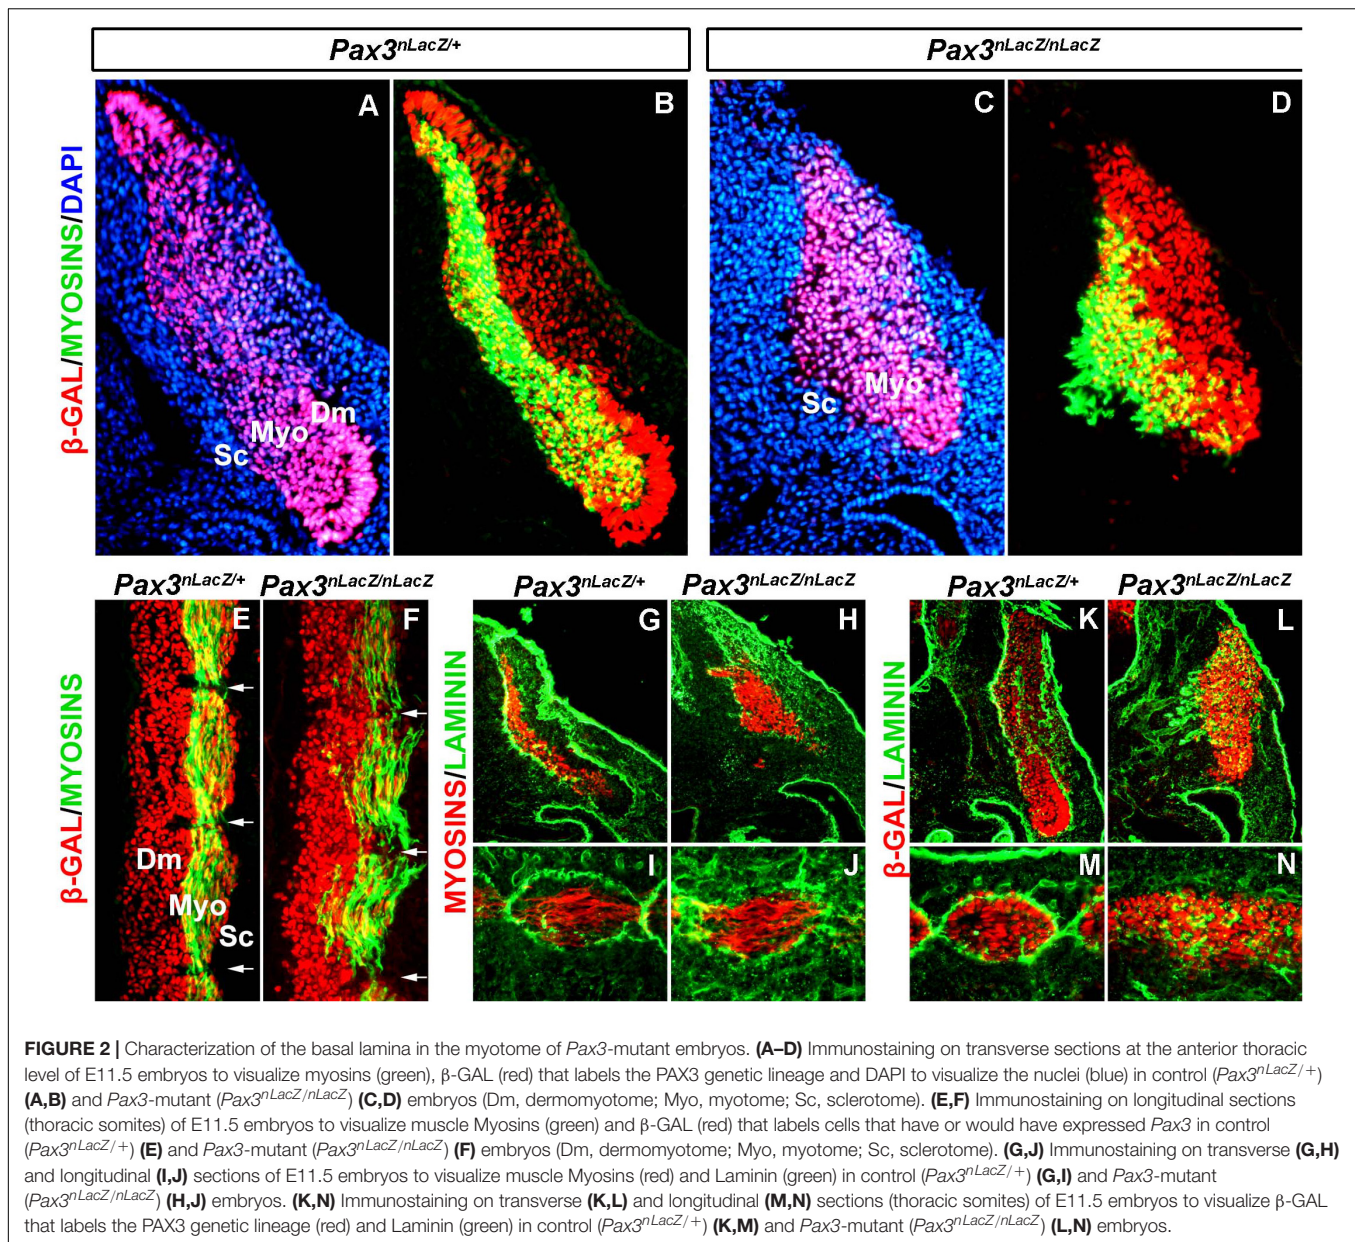 Pax3nLacZ/+
Pax3nLacZ/nLacZ
β-GAL/MYOSINS/DAPI
A
B
C
D
Dm
Myo
Sc
Myo
Sc
Pax3nLacZ/+
Pax3nLacZ/nLacZ
Pax3nLacZ/+
Pax3nLacZ/nLacZ
Pax3nLacZ/+
Pax3nLacZ/nLacZ
β-GAL/MYOSINS
E
F
Dm
Myo
Sc
MYOSINS/LAMININ
G
H
I
J
β-GAL/LAMININ
K
L
M
N
FIGURE 2 | Characterization of the basal lamina in the myotome of Pax3-mutant embryos. (A–D) Immunostaining on transverse sections at the anterior thoracic
level of E11.5 embryos to visualize myosins (green), β-GAL (red) that labels the PAX3 genetic lineage and DAPI to visualize the nuclei (blue) in control (Pax3nLacZ/+)
(A,B) and Pax3-mutant (Pax3nLacZ/nLacZ) (C,D) embryos (Dm, dermomyotome; Myo, myotome; Sc, sclerotome). (E,F) Immunostaining on longitudinal sections
(thoracic somites) of E11.5 embryos to visualize muscle Myosins (green) and β-GAL (red) that labels cells that have or would have expressed Pax3 in control
(Pax3nLacZ/+) (E) and Pax3-mutant (Pax3nLacZ/nLacZ) (F) embryos (Dm, dermomyotome; Myo, myotome; Sc, sclerotome). (G,J) Immunostaining on transverse (G,H)
and longitudinal (I,J) sections of E11.5 embryos to visualize muscle Myosins (red) and Laminin (green) in control (Pax3nLacZ/+) (G,I) and Pax3-mutant
(Pax3nLacZ/nLacZ) (H,J) embryos. (K,N) Immunostaining on transverse (K,L) and longitudinal (M,N) sections (thoracic somites) of E11.5 embryos to visualize β-GAL
that labels the PAX3 genetic lineage (red) and Laminin (green) in control (Pax3nLacZ/+) (K,M) and Pax3-mutant (Pax3nLacZ/nLacZ) (L,N) embryos.